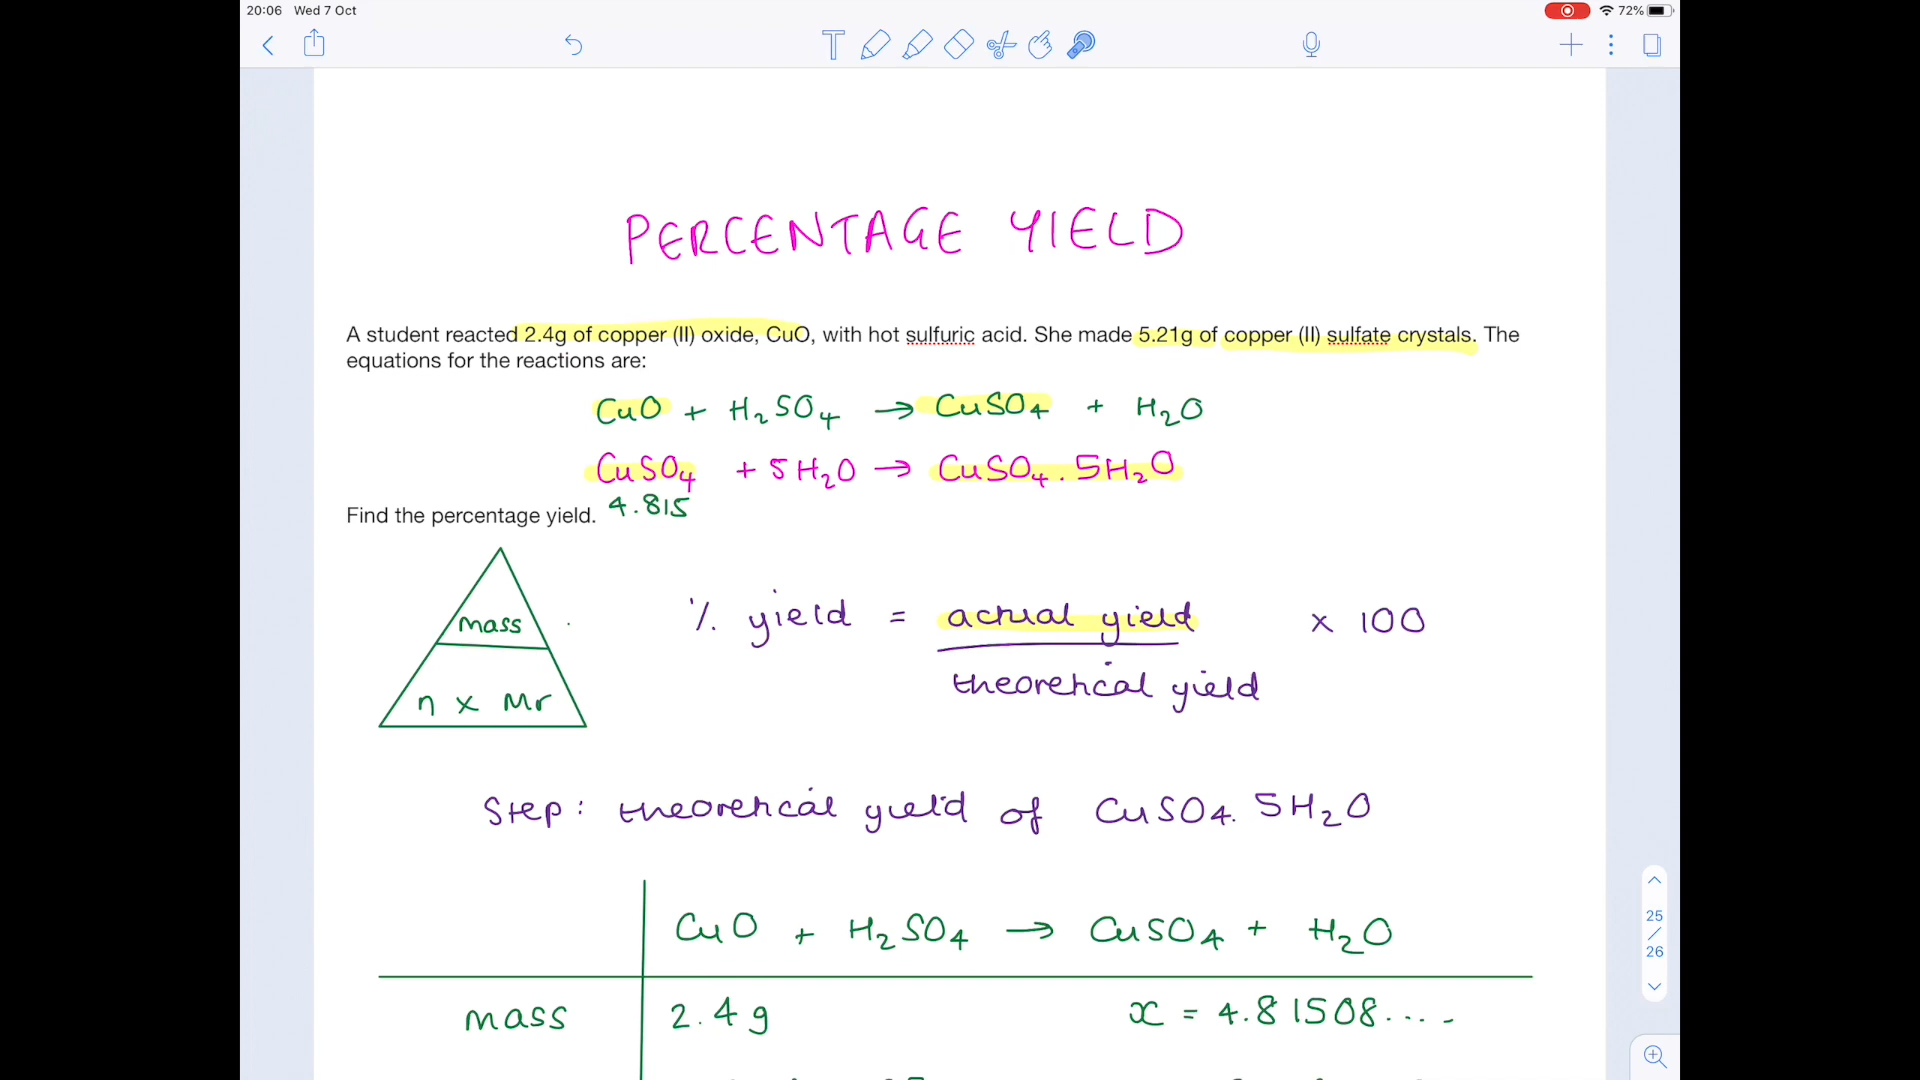 20:06 Wed 7 Oct
72%
T
PERCENTAGE YIELD
A student reacted 2.4g of copper (II) oxide, CuO, with hot sulfuric acid. She made 5.21g of copper (II) sulfate crystals. The
equations for the reactions are:
CuO + H₂SO₄ → CuSO₄ + H₂O
CuSO₄ + 5H₂O → CuSO₄.5H₂O
4.815
Find the percentage yield.
mass
n x Mr
% yield = actual yield x 100
theoretical yield
Step: theoretical yield of CuSO₄.5H₂O
CuO + H₂SO₄ → CuSO₄ + H₂O
mass 2.4g x = 4.81508....
25
/
26